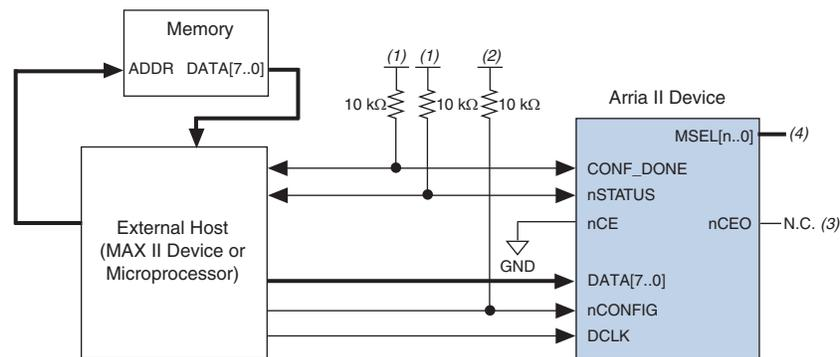 Memory
ADDR DATA[7..0]
(1) (1) (2)
10 kΩ 10 kΩ 10 kΩ
Arria II Device
MSEL[n..0] (4)
CONF_DONE
nSTATUS
nCE nCEO N.C. (3)
GND
External Host
(MAX II Device or
Microprocessor)
DATA[7..0]
nCONFIG
DCLK